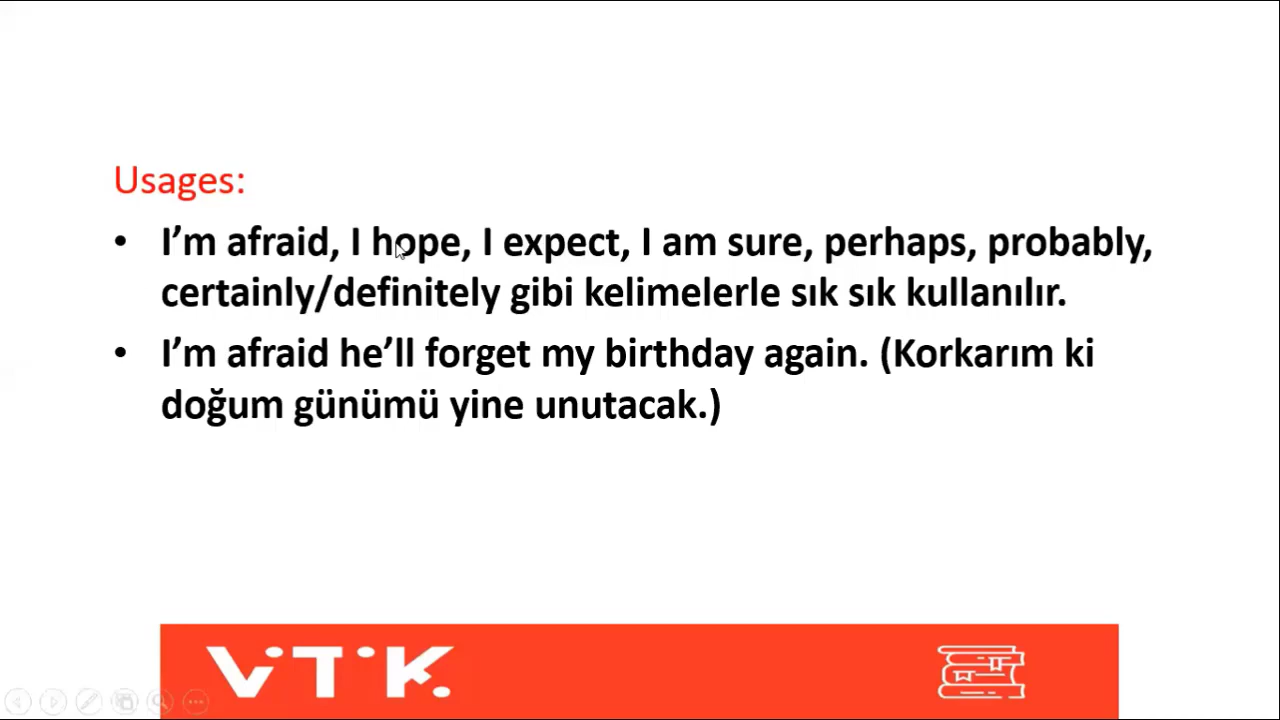 Usages:
• I’m afraid, I hope, I expect, I am sure, perhaps, probably,
certainly/definitely gibi kelimelerle sık sık kullanılır.
• I’m afraid he’ll forget my birthday again. (Korkarım ki
doğum günümü yine unutacak.)
ViTiK.